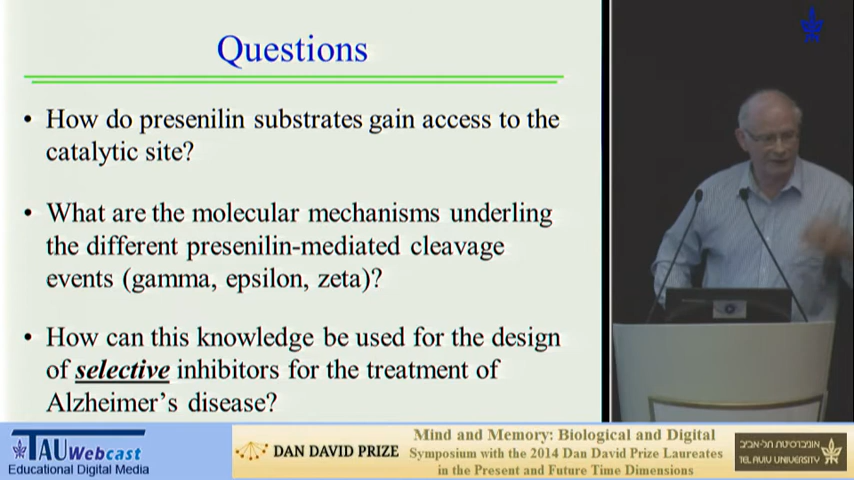 Questions
• How do presenilin substrates gain access to the
catalytic site?
• What are the molecular mechanisms underling
the different presenilin-mediated cleavage
events (gamma, epsilon, zeta)?
• How can this knowledge be used for the design
of selective inhibitors for the treatment of
Alzheimer's disease?
TAU Webcast
Educational Digital Media
DAN DAVID PRIZE
Mind and Memory: Biological and Digital
Symposium with the 2014 Dan David Prize Laureates
in the Present and Future Time Dimensions
אוניברסיטת תל-אביב
TEL AVIV UNIVERSITY